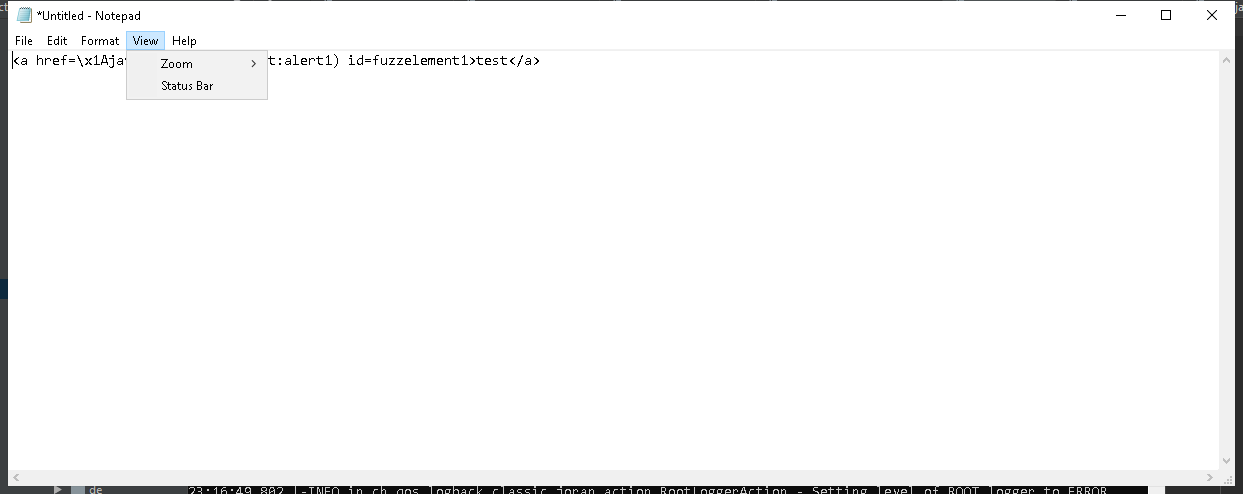 *Untitled - Notepad
File Edit Format View Help
<a href=\x1Aja t:alert1) id=fuzzelement1>test</a>
Zoom
Status Bar
de 23:16:49,802 |-INFO in ch.qos.logback.classic.joran.action.RootLoggerAction - Setting level of ROOT logger to ERROR